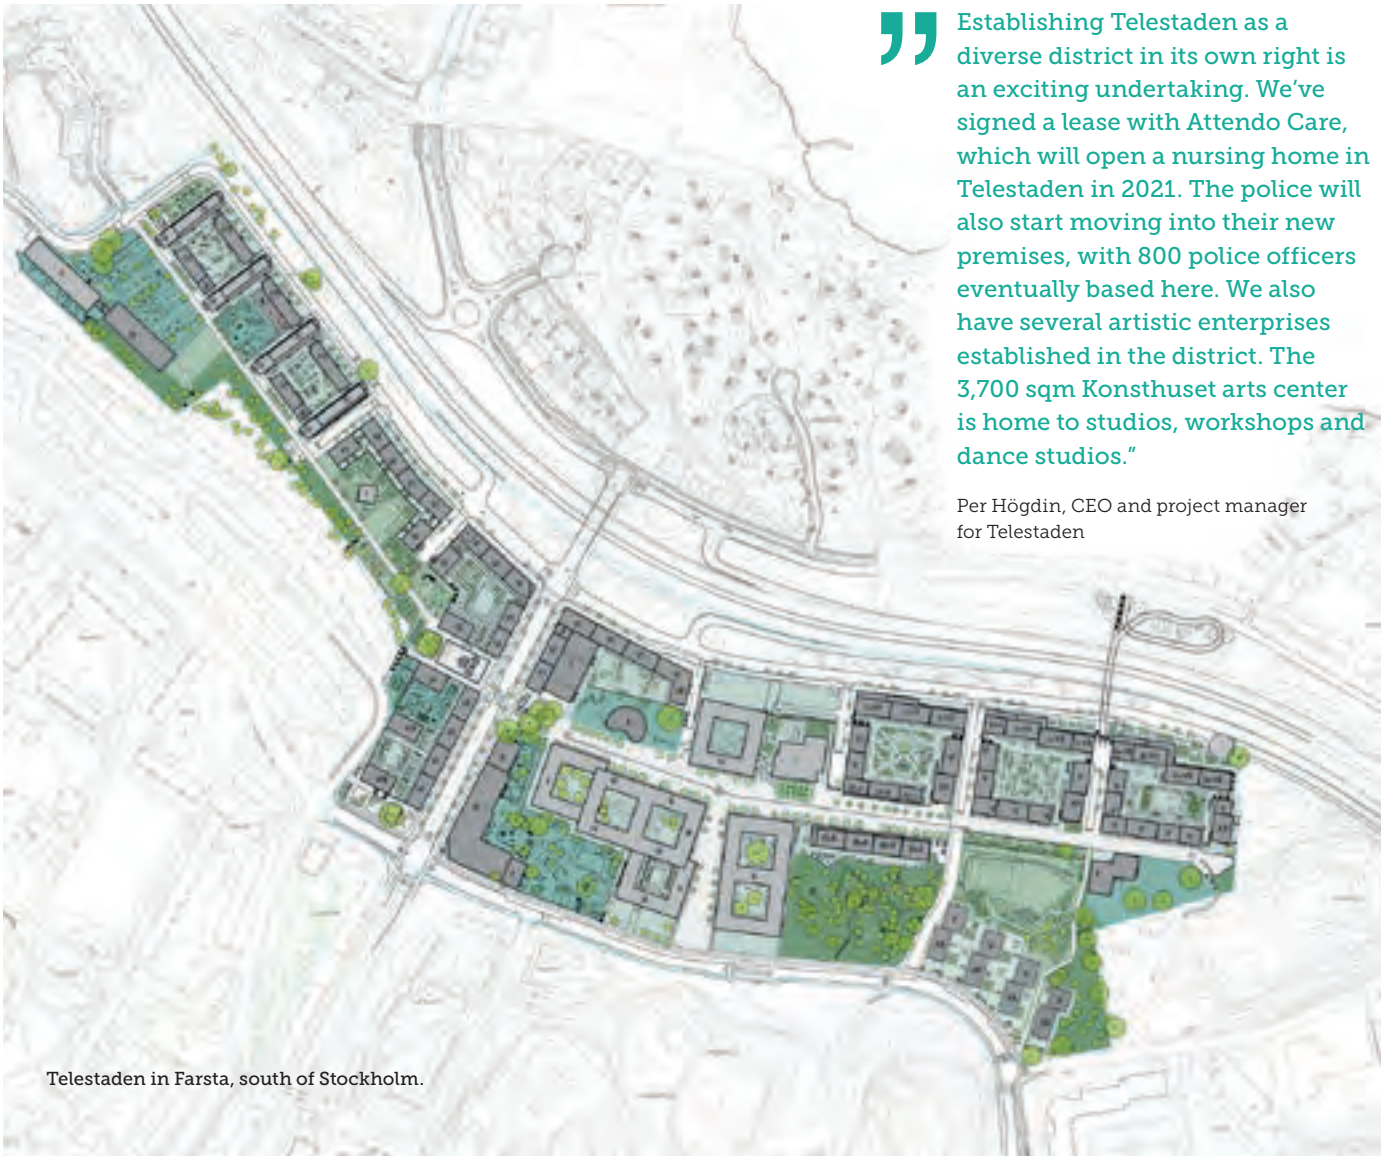 Establishing Telestaden as a
diverse district in its own right is
an exciting undertaking. We’ve
signed a lease with Attendo Care,
which will open a nursing home in
Telestaden in 2021. The police will
also start moving into their new
premises, with 800 police officers
eventually based here. We also
have several artistic enterprises
established in the district. The
3,700 sqm Konsthuset arts center
is home to studios, workshops and
dance studios.”
Per Högdin, CEO and project manager
for Telestaden
Telestaden in Farsta, south of Stockholm.